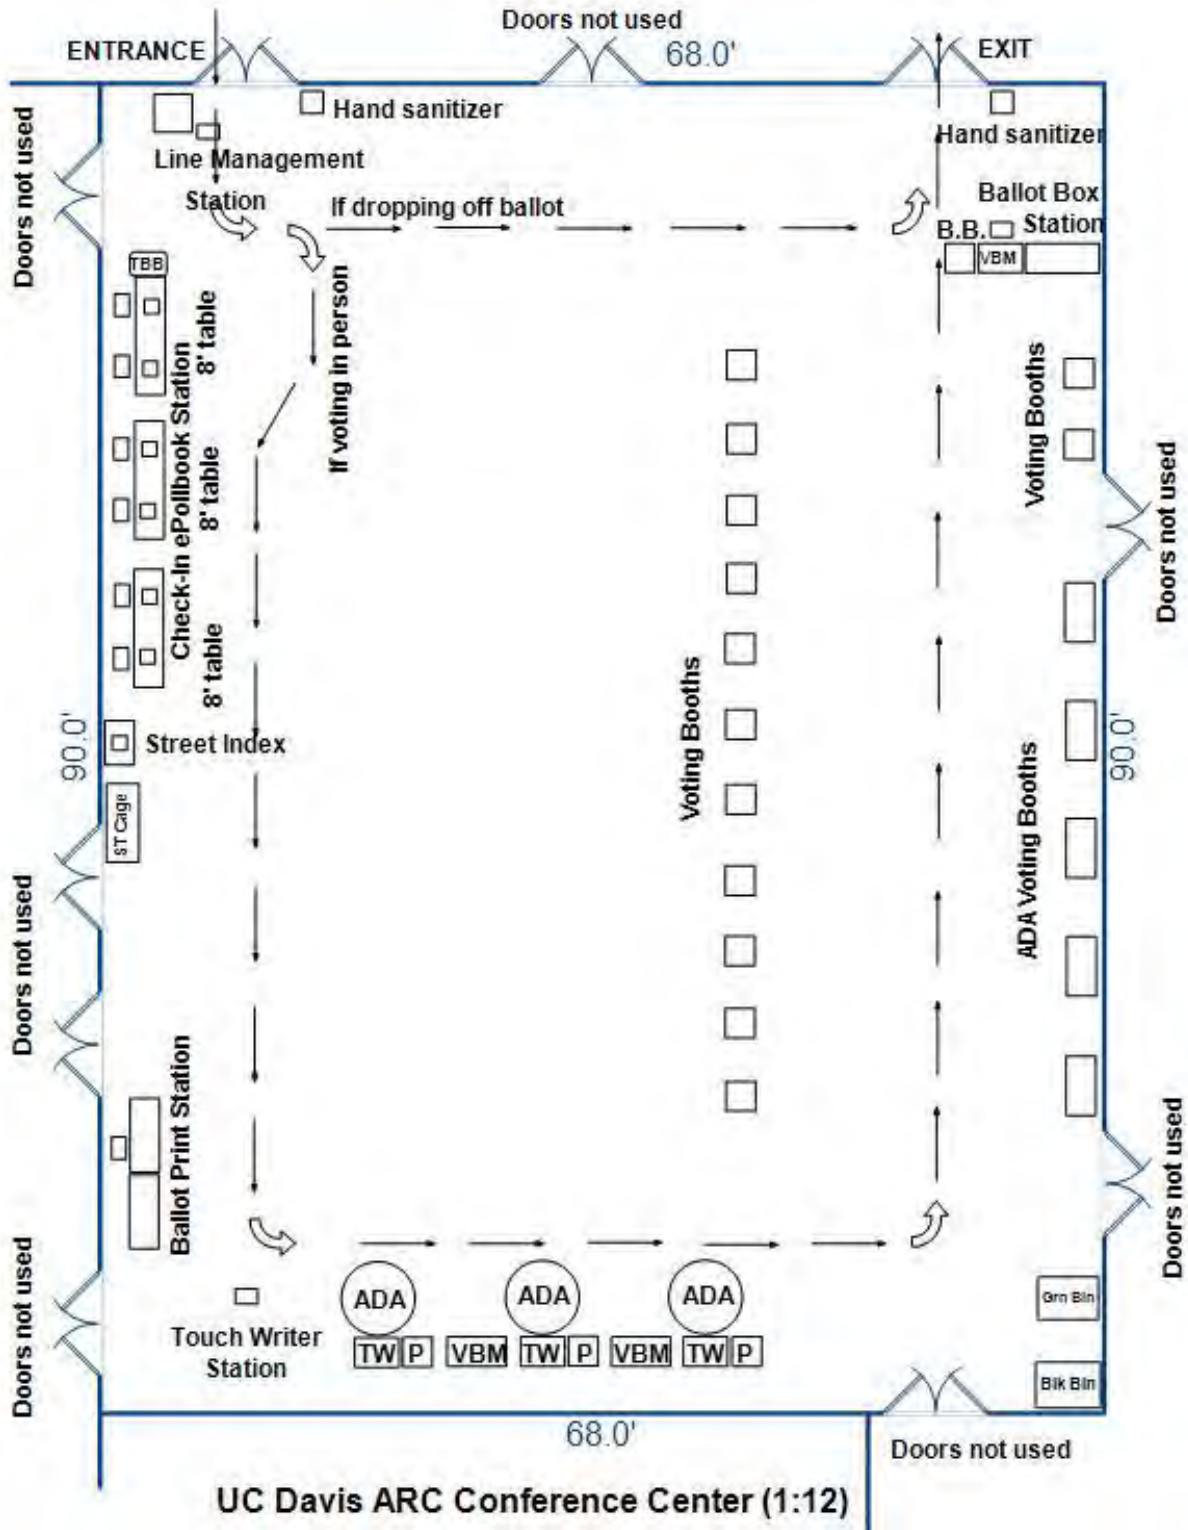 Doors not used
ENTRANCE
68.0'
EXIT
Hand sanitizer
Hand sanitizer
Doors not used
Line Management
Station
If dropping off ballot
Ballot Box
Station
B.B.
VBM
TBB
8' table
8' table
8' table
Check-In ePollbook Station
If voting in person
Voting Booths
Doors not used
Voting Booths
90.0'
Street Index
ST Cage
90.0'
ADA Voting Booths
Doors not used
Ballot Print Station
Doors not used
Doors not used
ADA
ADA
ADA
Grn Bin
Touch Writer
Station
TW P VBM TW P VBM TW P
Blk Bin
68.0'
Doors not used
UC Davis ARC Conference Center (1:12)